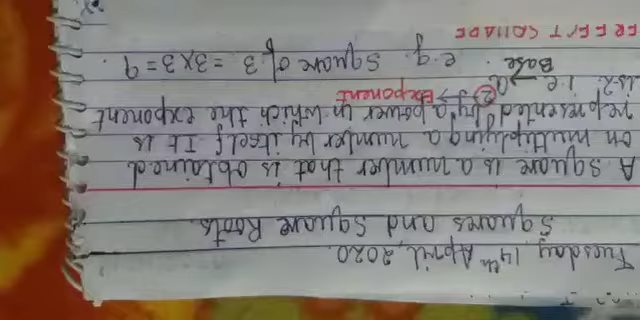 Tuesday, 14th April, 2020.
Squares and Square Roots.
A square is a number that is obtained
on multiplying a number by itself. It is
represented by a power in which the exponent
is 2. i.e. → a② → Exponent
Base. e.g. Square of 3 = 3×3 = 9.
PERFECT SQUARE